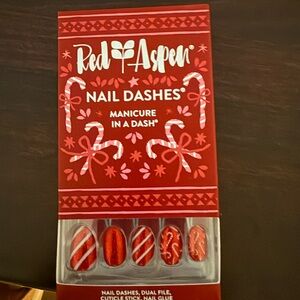 Red Aspen®
NAIL DASHES®
MANICURE
IN A DASH®
NAIL DASHES, DUAL FILE,
CUTICLE STICK, NAIL GLUE